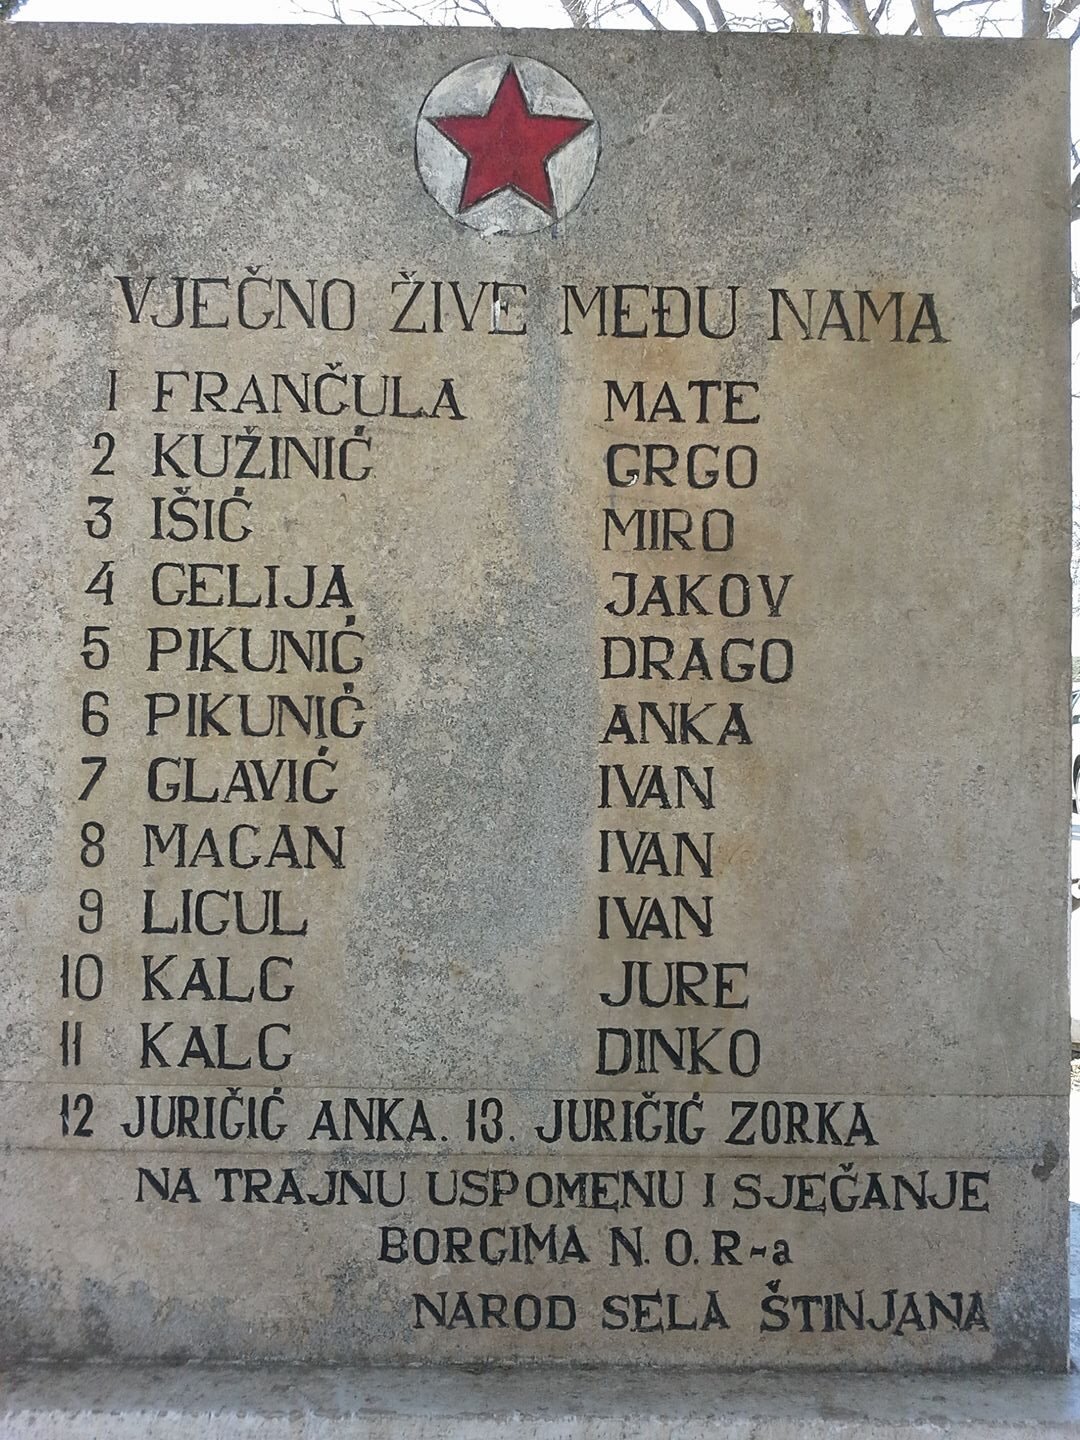 VJEČNO ŽIVE MEĐU NAMA
1 FRANČULA MATE
2 KUŽINIĆ GRGO
3 IŠIĆ MIRO
4 CELIJA JAKOV
5 PIKUNIĆ DRAGO
6 PIKUNIĆ ANKA
7 GLAVIĆ IVAN
8 MACAN IVAN
9 LICUL IVAN
10 KALC JURE
11 KALC DINKO
12 JURIČIĆ ANKA. 13. JURIČIĆ ZORKA
NA TRAJNU USPOMENU I SJEČANJE
BORCIMA N.O.R-a
NAROD SELA ŠTINJANA